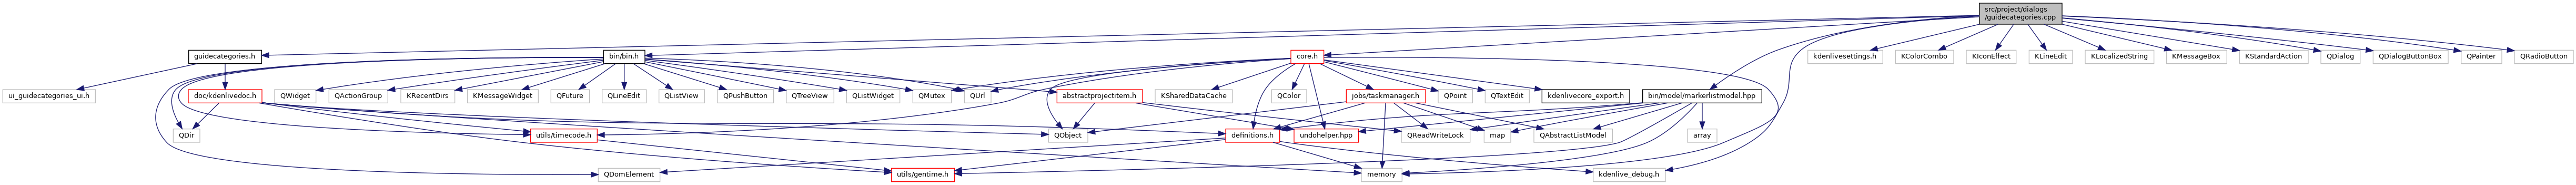 src/project/dialogs
/guidecategories.cpp
guidecategories.h
bin/bin.h
core.h
kdenlivesettings.h
KColorCombo
KIconEffect
KLineEdit
KLocalizedString
KMessageBox
KStandardAction
QDialog
QDialogButtonBox
QPainter
QRadioButton
ui_guidecategories_ui.h
doc/kdenlivedoc.h
QWidget
QActionGroup
KRecentDirs
KMessageWidget
QFuture
QLineEdit
QListView
QPushButton
QTreeView
QListWidget
QMutex
QUrl
abstractprojectitem.h
KSharedDataCache
QColor
jobs/taskmanager.h
QPoint
QTextEdit
kdenlivecore_export.h
bin/model/markerlistmodel.hpp
QDir
utils/timecode.h
QObject
definitions.h
undohelper.hpp
QReadWriteLock
map
QAbstractListModel
array
QDomElement
utils/gentime.h
memory
kdenlive_debug.h